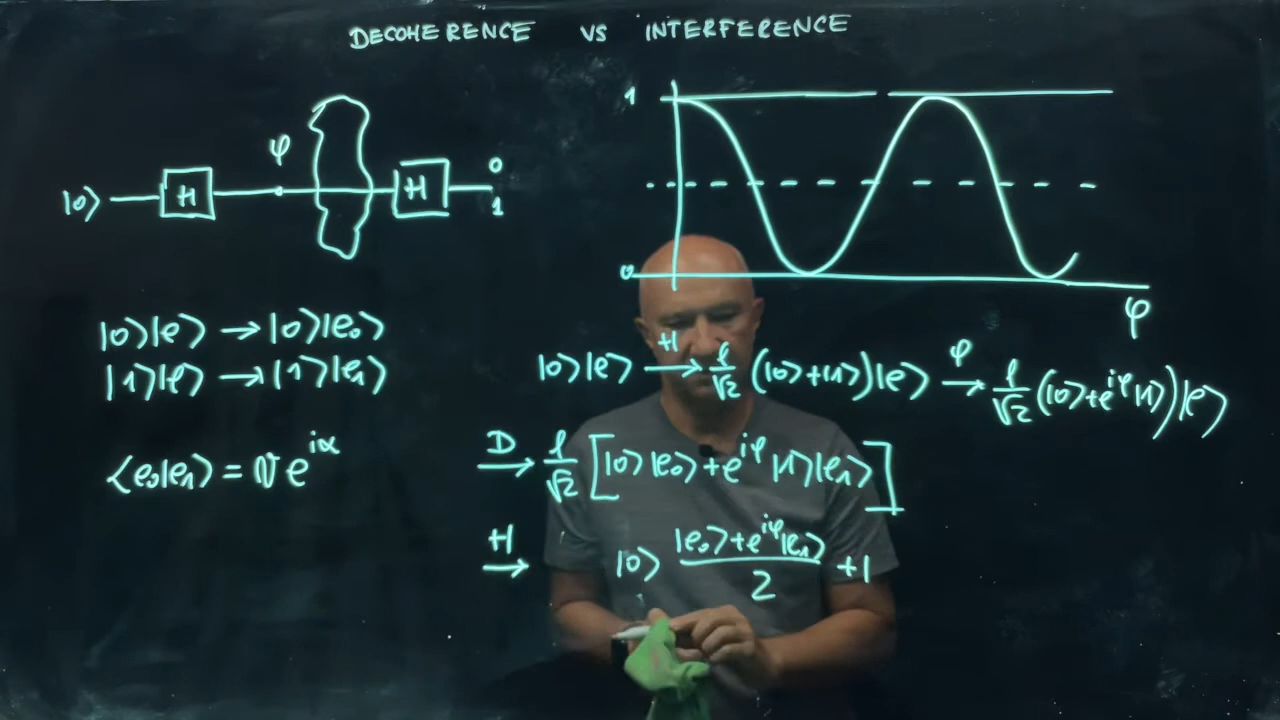 DECOHERENCE VS INTERFERENCE
φ
|0⟩ H H 0
1
1
0
φ
|0⟩|e⟩ → |0⟩|e₀⟩
|1⟩|e⟩ → |1⟩|e₁⟩
⟨e₀|e₁⟩ = v e^{iα}
|0⟩|e⟩ —H→ 1/√2 (|0⟩+|1⟩)|e⟩ —φ→ 1/√2 (|0⟩+e^{iφ}|1⟩)|e⟩
—D→ 1/√2 [|0⟩|e₀⟩+e^{iφ}|1⟩|e₁⟩]
—H→ |0⟩ (|e₀⟩+e^{iφ}|e₁⟩)/2 + |